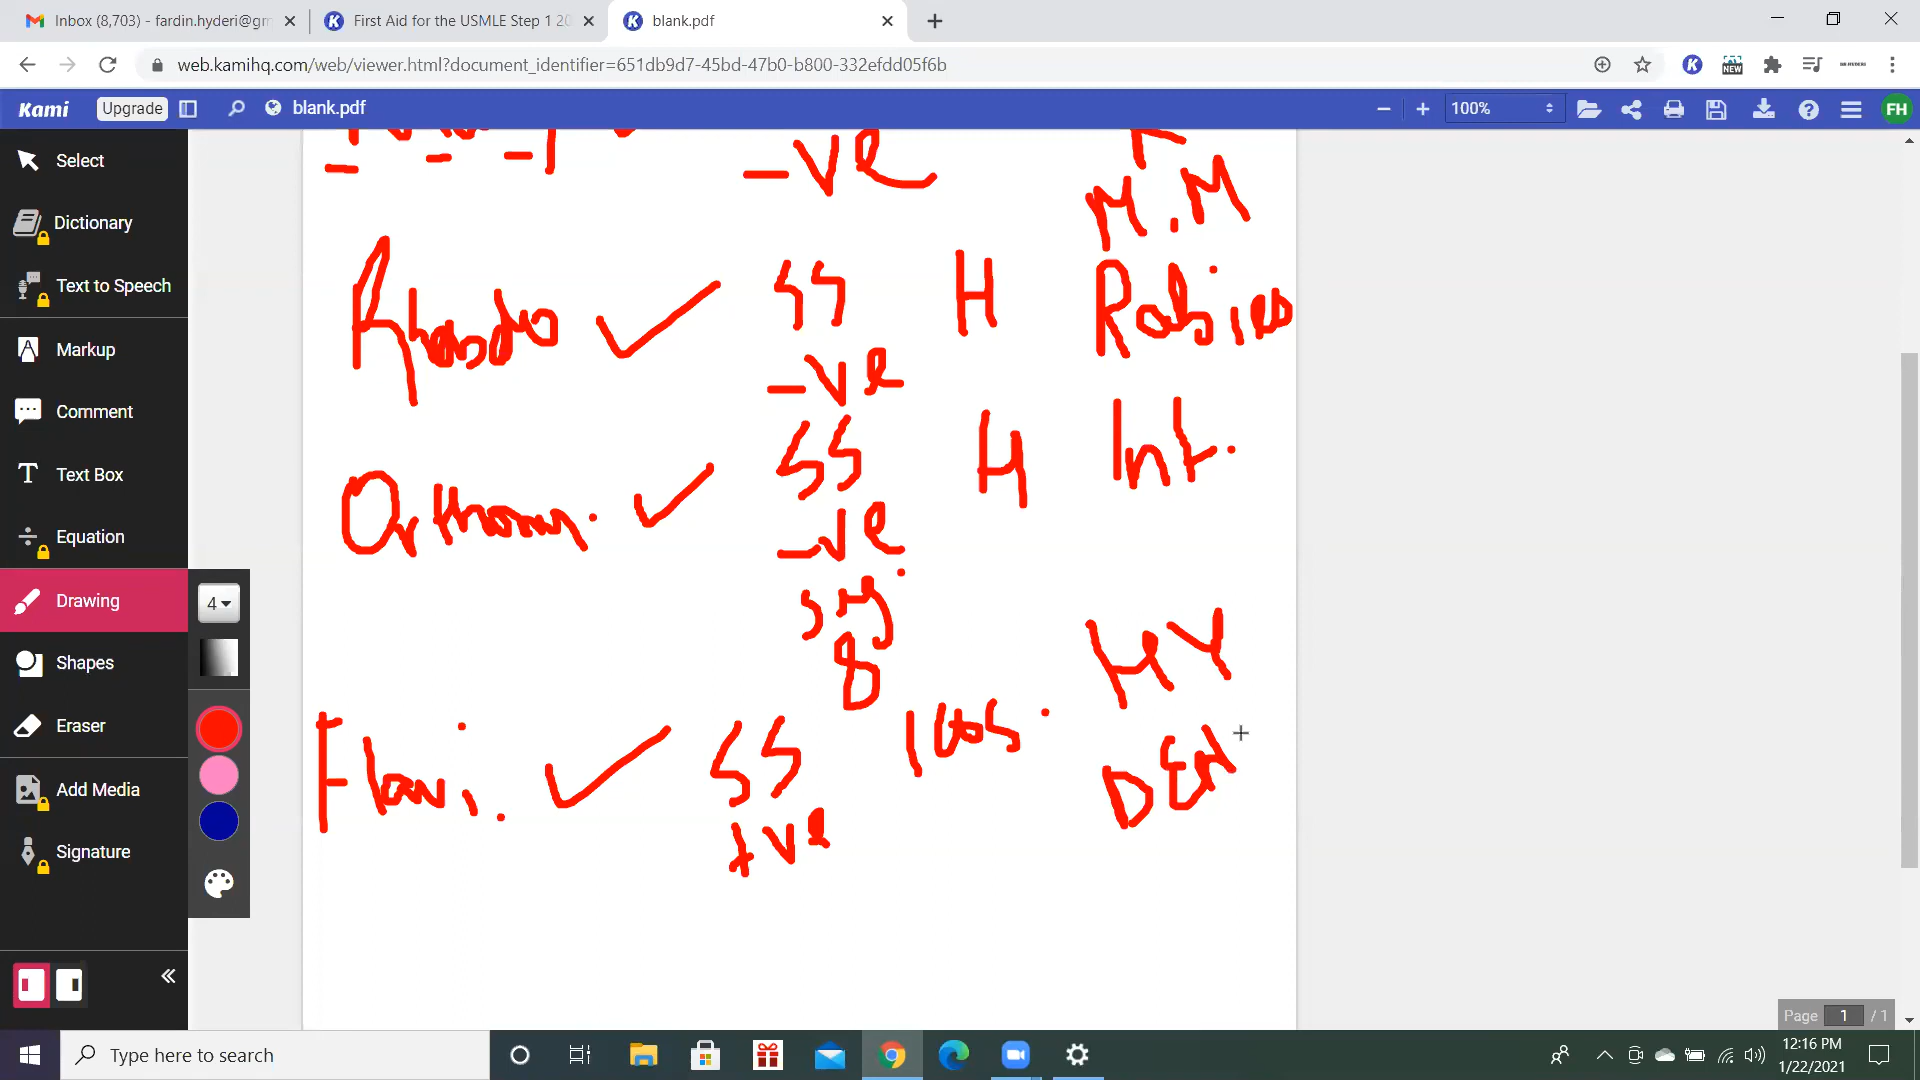 Inbox (8,703) - fardin.hyderi@gm
First Aid for the USMLE Step 1 20
blank.pdf
web.kamihq.com/web/viewer.html?document_identifier=651db9d7-45bd-47b0-b800-332efdd05f6b
NEW
Kami Upgrade blank.pdf 100% FH
Select
Dictionary
Text to Speech
Markup
Comment
Text Box
Equation
Drawing
Shapes
Eraser
Add Media
Signature
4
-ve
M.M
Rhabdo SS H Rabies
-ve
SS H Inf.
-ve
seg
8
HY
Flavi. SS Icos.
+ve
DEN
Page 1 / 1
Type here to search
12:16 PM
1/22/2021